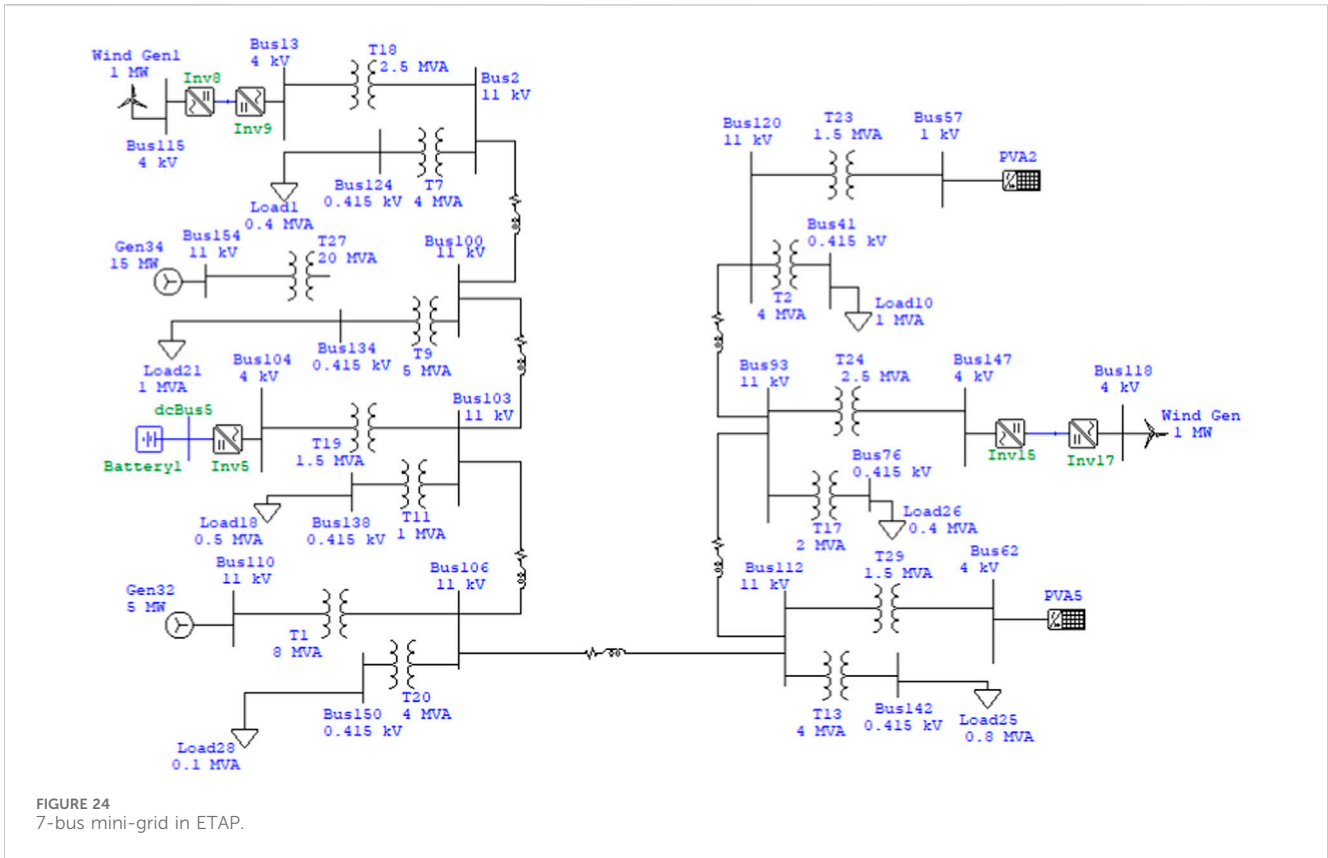 Wind Gen1
1 MW
Inv8
Inv9
Bus115
4 kV
Bus13
4 kV
T18
2.5 MVA
Bus2
11 kV
Bus124
0.415 kV
T7
4 MVA
Load1
0.4 MVA
Gen34
15 MW
Bus154
11 kV
T27
20 MVA
Bus100
11 kV
Bus134
0.415 kV
T9
5 MVA
Load21
1 MVA
Bus104
4 kV
dcBus5
Battery1
Inv5
T19
1.5 MVA
Bus103
11 kV
Load18
0.5 MVA
Bus138
0.415 kV
T11
1 MVA
Bus110
11 kV
Gen32
5 MW
T1
8 MVA
Bus106
11 kV
T20
4 MVA
Bus150
0.415 kV
Load28
0.1 MVA
Bus120
11 kV
T23
1.5 MVA
Bus57
1 kV
PVA2
Bus41
0.415 kV
T2
4 MVA
Load10
1 MVA
Bus93
11 kV
T24
2.5 MVA
Bus147
4 kV
Bus118
4 kV
Wind Gen
1 MW
Inv15
Inv17
Bus76
0.415 kV
T17
2 MVA
Load26
0.4 MVA
Bus112
11 kV
T29
1.5 MVA
Bus62
4 kV
PVA5
T13
4 MVA
Bus142
0.415 kV
Load25
0.8 MVA
FIGURE 24
7-bus mini-grid in ETAP.